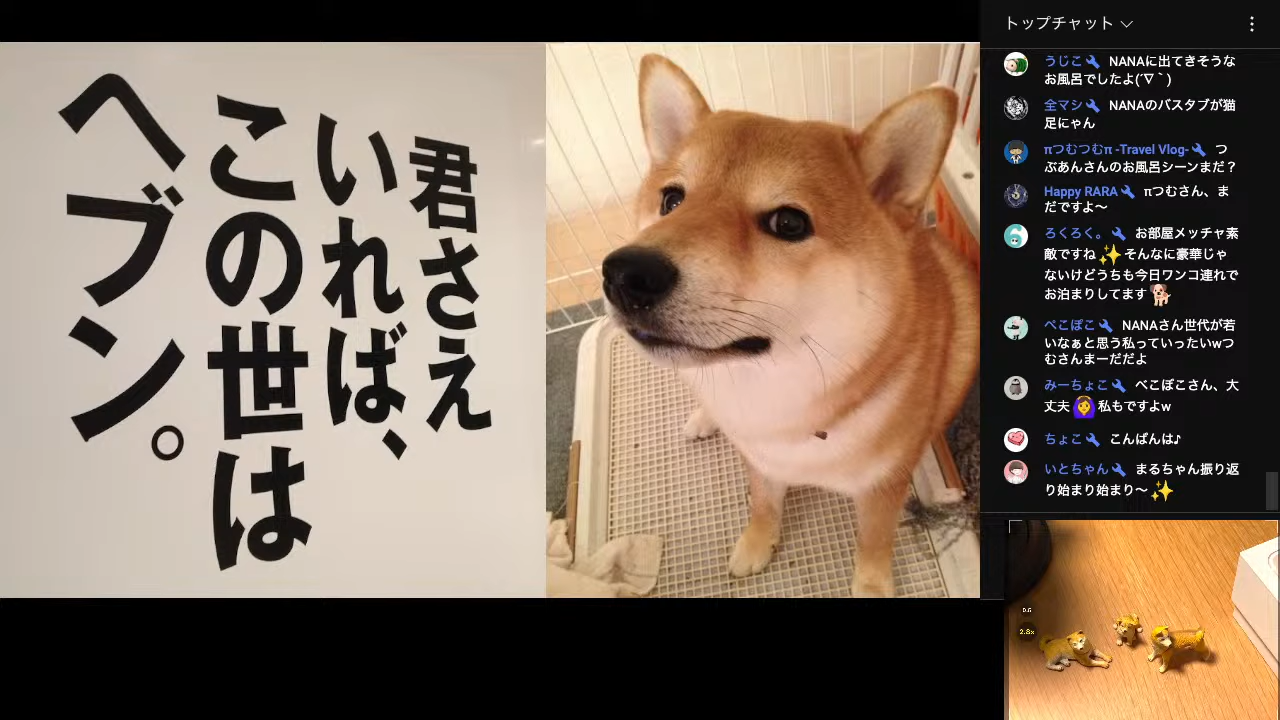 君さえ
いれば、
この世は
ヘブン。
トップチャット
うじこ NANAに出てきそうな
お風呂でしたよ(´∇｀)
全マシ NANAのバスタブが猫
足にゃん
πつむつむπ -Travel Vlog- つ
ぶあんさんのお風呂シーンまだ？
Happy RARA πつむさん、ま
だですよ〜
ろくろく。 お部屋メッチャ素
敵ですね✨そんなに豪華じゃ
ないけどうちも今日ワンコ連れで
お泊まりしてます🐕
ぺこぽこ NANAさん世代が若
いなぁと思う私っていったいwつ
むさんまーだだよ
みーちょこ ぺこぽこさん、大
丈夫🙆‍♀️私もですよw
ちょこ こんばんは♪
いとちゃん まるちゃん振り返
り始まり始まり〜✨
0.6
2.8x